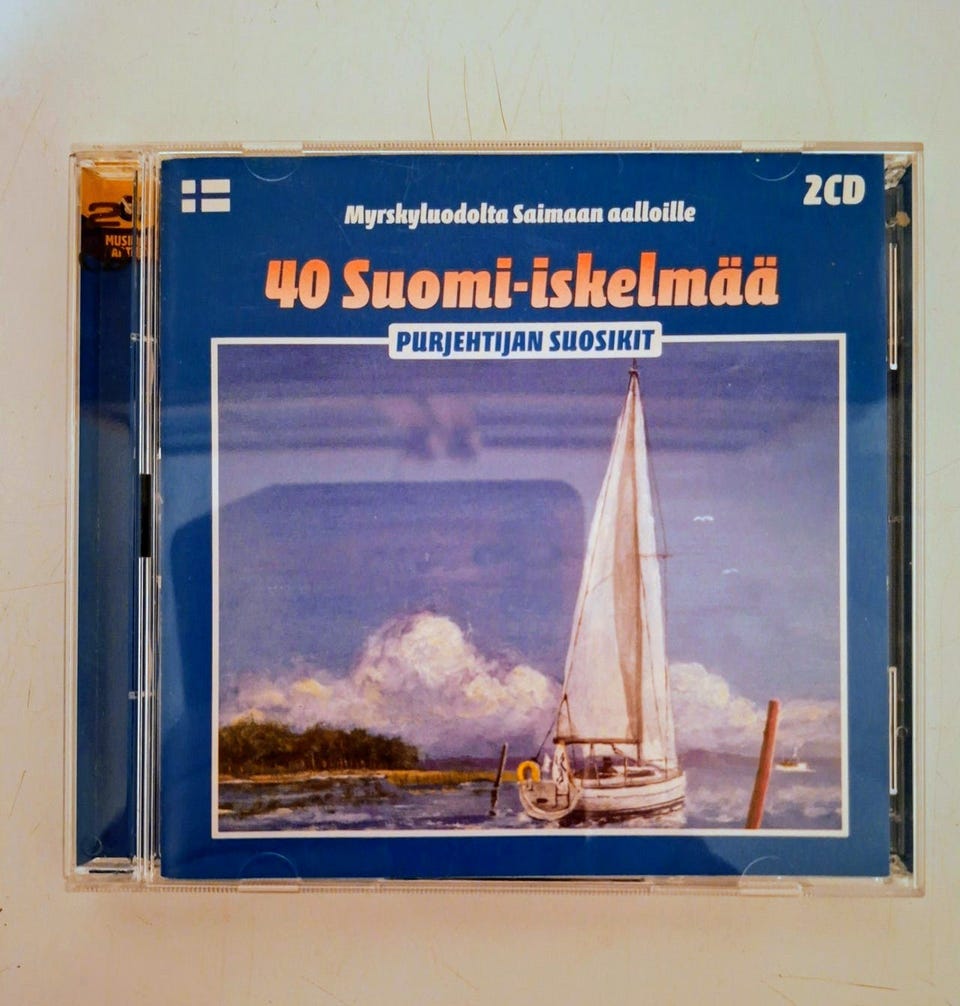 2CD
Myrskyluodolta Saimaan aalloille
40 Suomi-iskelmää
PURJEHTIJAN SUOSIKIT